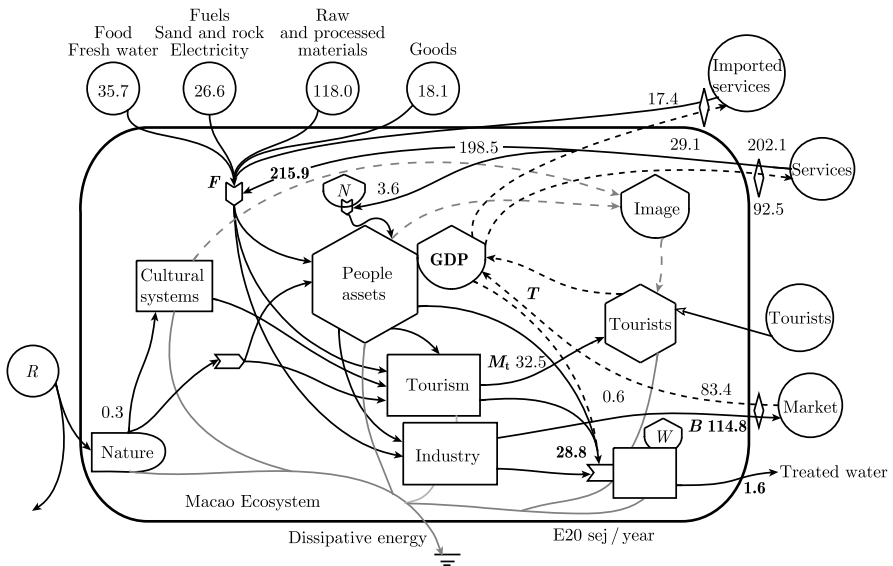 Food
Fresh water
Fuels
Sand and rock
Electricity
Raw
and processed
materials
Goods
35.7
26.6
118.0
18.1
Imported
services
17.4
198.5
29.1
202.1
Services
92.5
F
215.9
N
3.6
Image
GDP
People
assets
Cultural
systems
T
Tourists
Tourists
R
Mt 32.5
Tourism
0.6
83.4
Market
0.3
Nature
B 114.8
W
Industry
28.8
Treated water
1.6
Macao Ecosystem
Dissipative energy
E20 sej / year